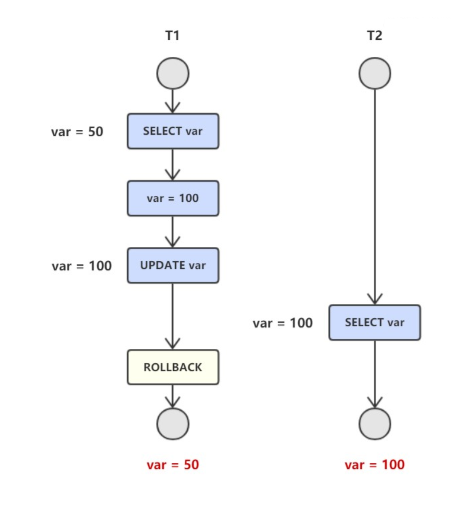 T1
T2
SELECT var
var = 50
var = 100
UPDATE var
var = 100
SELECT var
var = 100
ROLLBACK
var = 50
var = 100